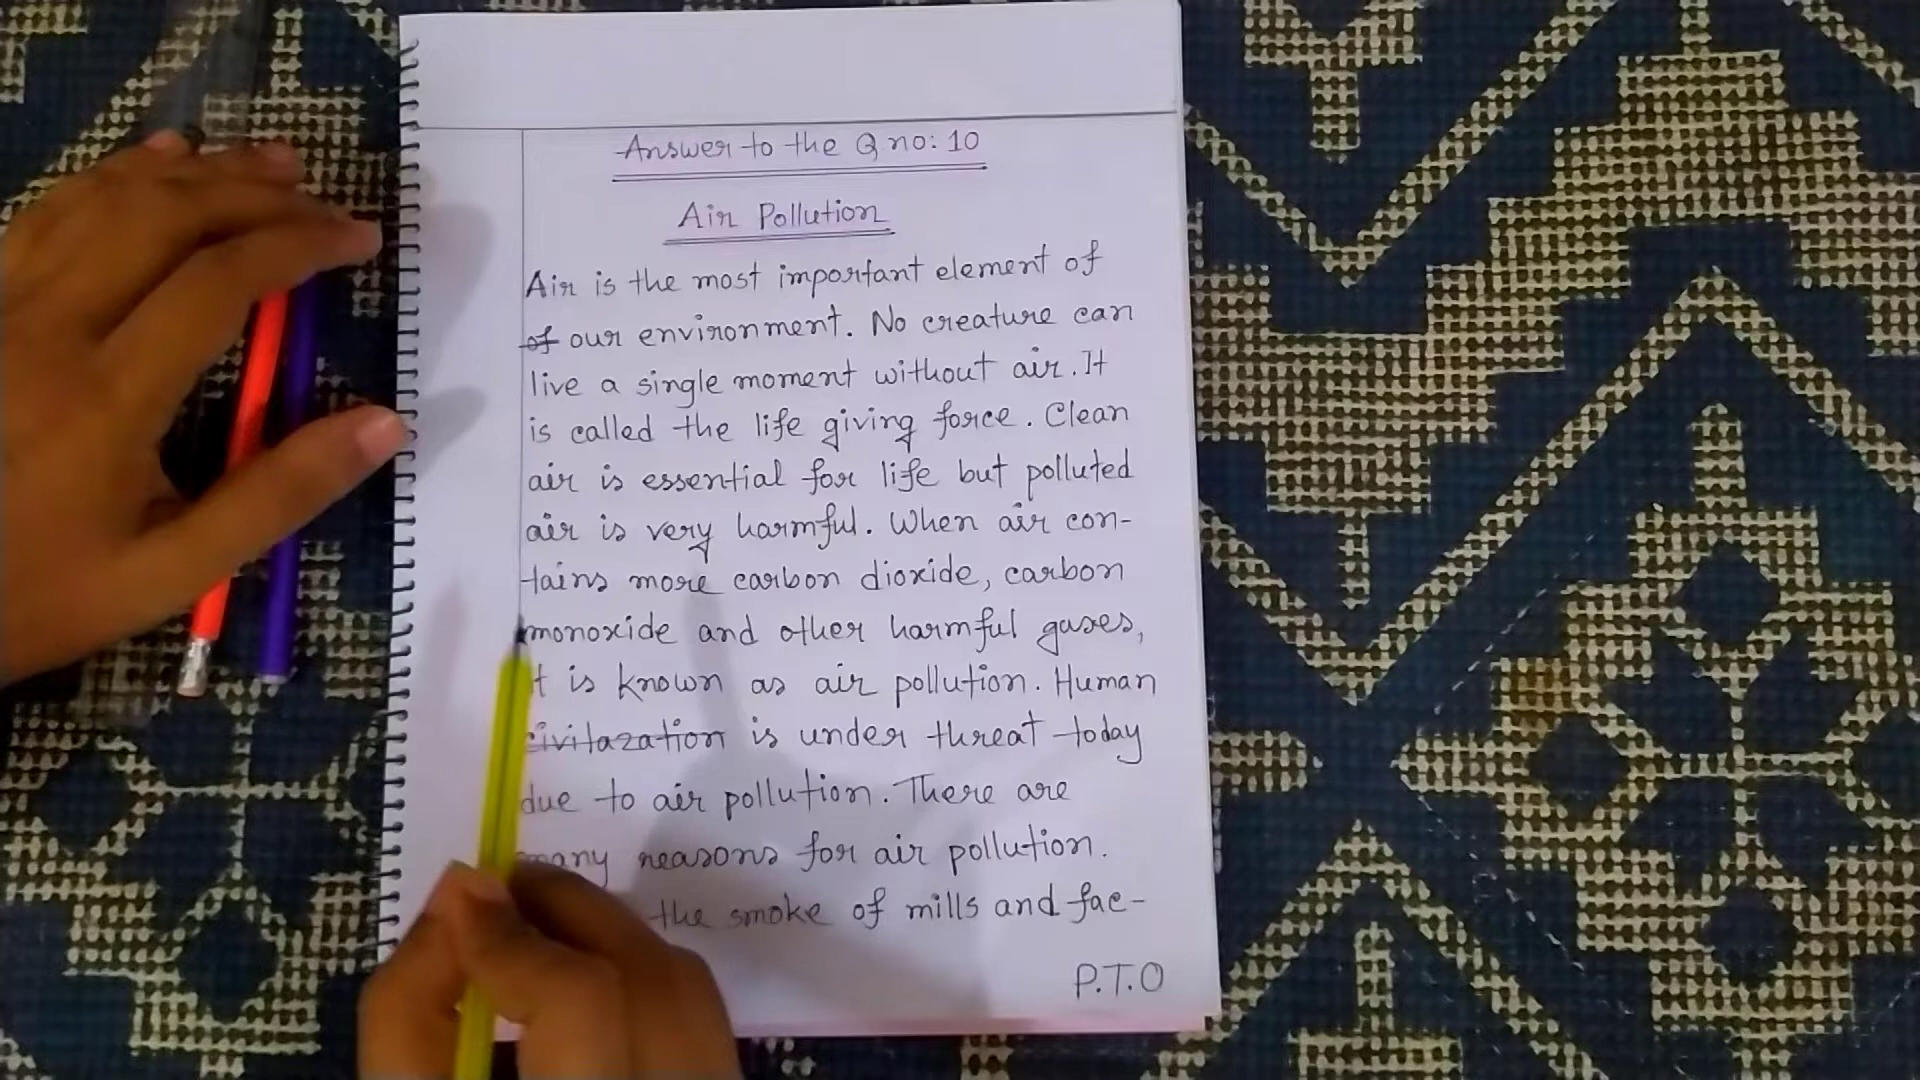 Answer to the Q no: 10
Air Pollution
Air is the most important element of
of our environment. No creature can
live a single moment without air. It
is called the life giving force. Clean
air is essential for life but polluted
air is very harmful. When air con-
tains more carbon dioxide, carbon
monoxide and other harmful gases,
t is known as air pollution. Human
civitazation is under threat today
due to air pollution. There are
many reasons for air pollution.
the smoke of mills and fac-
P.T.O